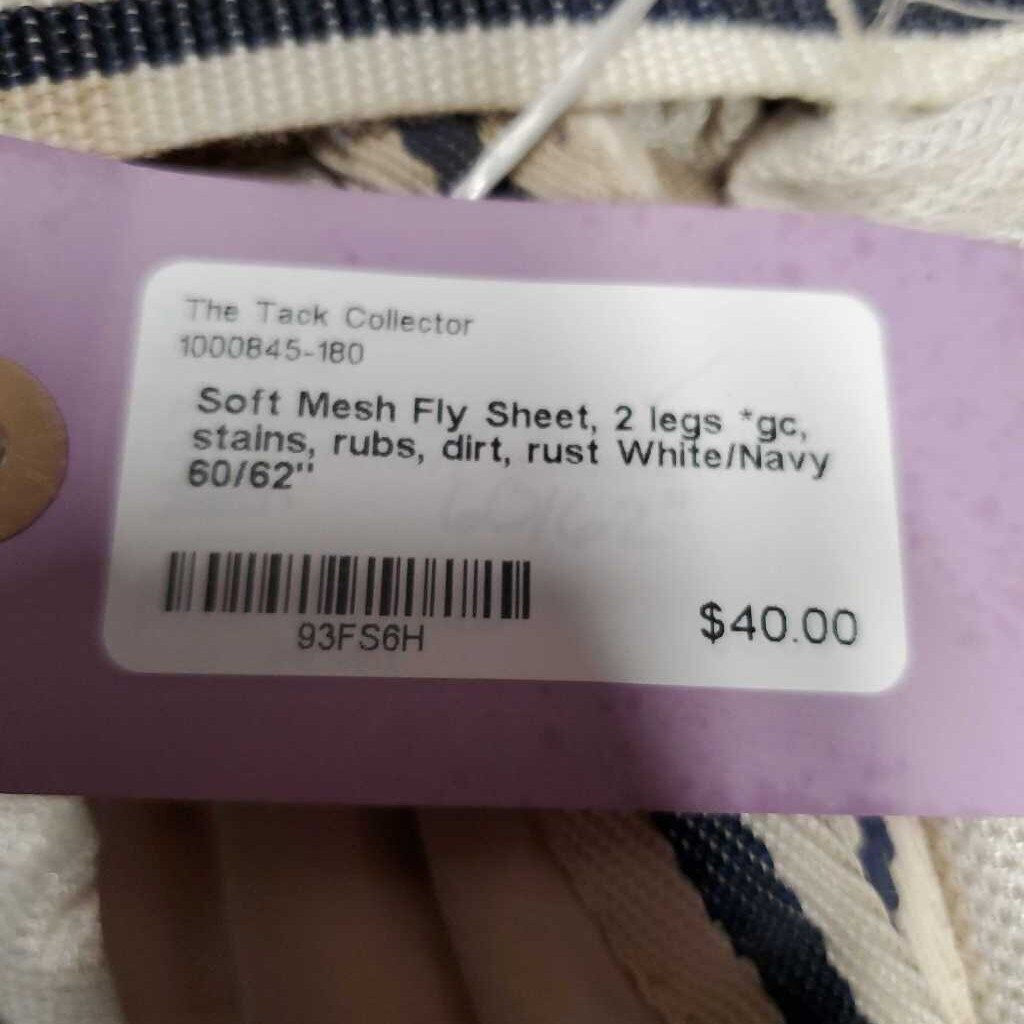 The Tack Collector
1000845-180
Soft Mesh Fly Sheet, 2 legs *gc,
stains, rubs, dirt, rust White/Navy
60/62"
93FS6H
$40.00